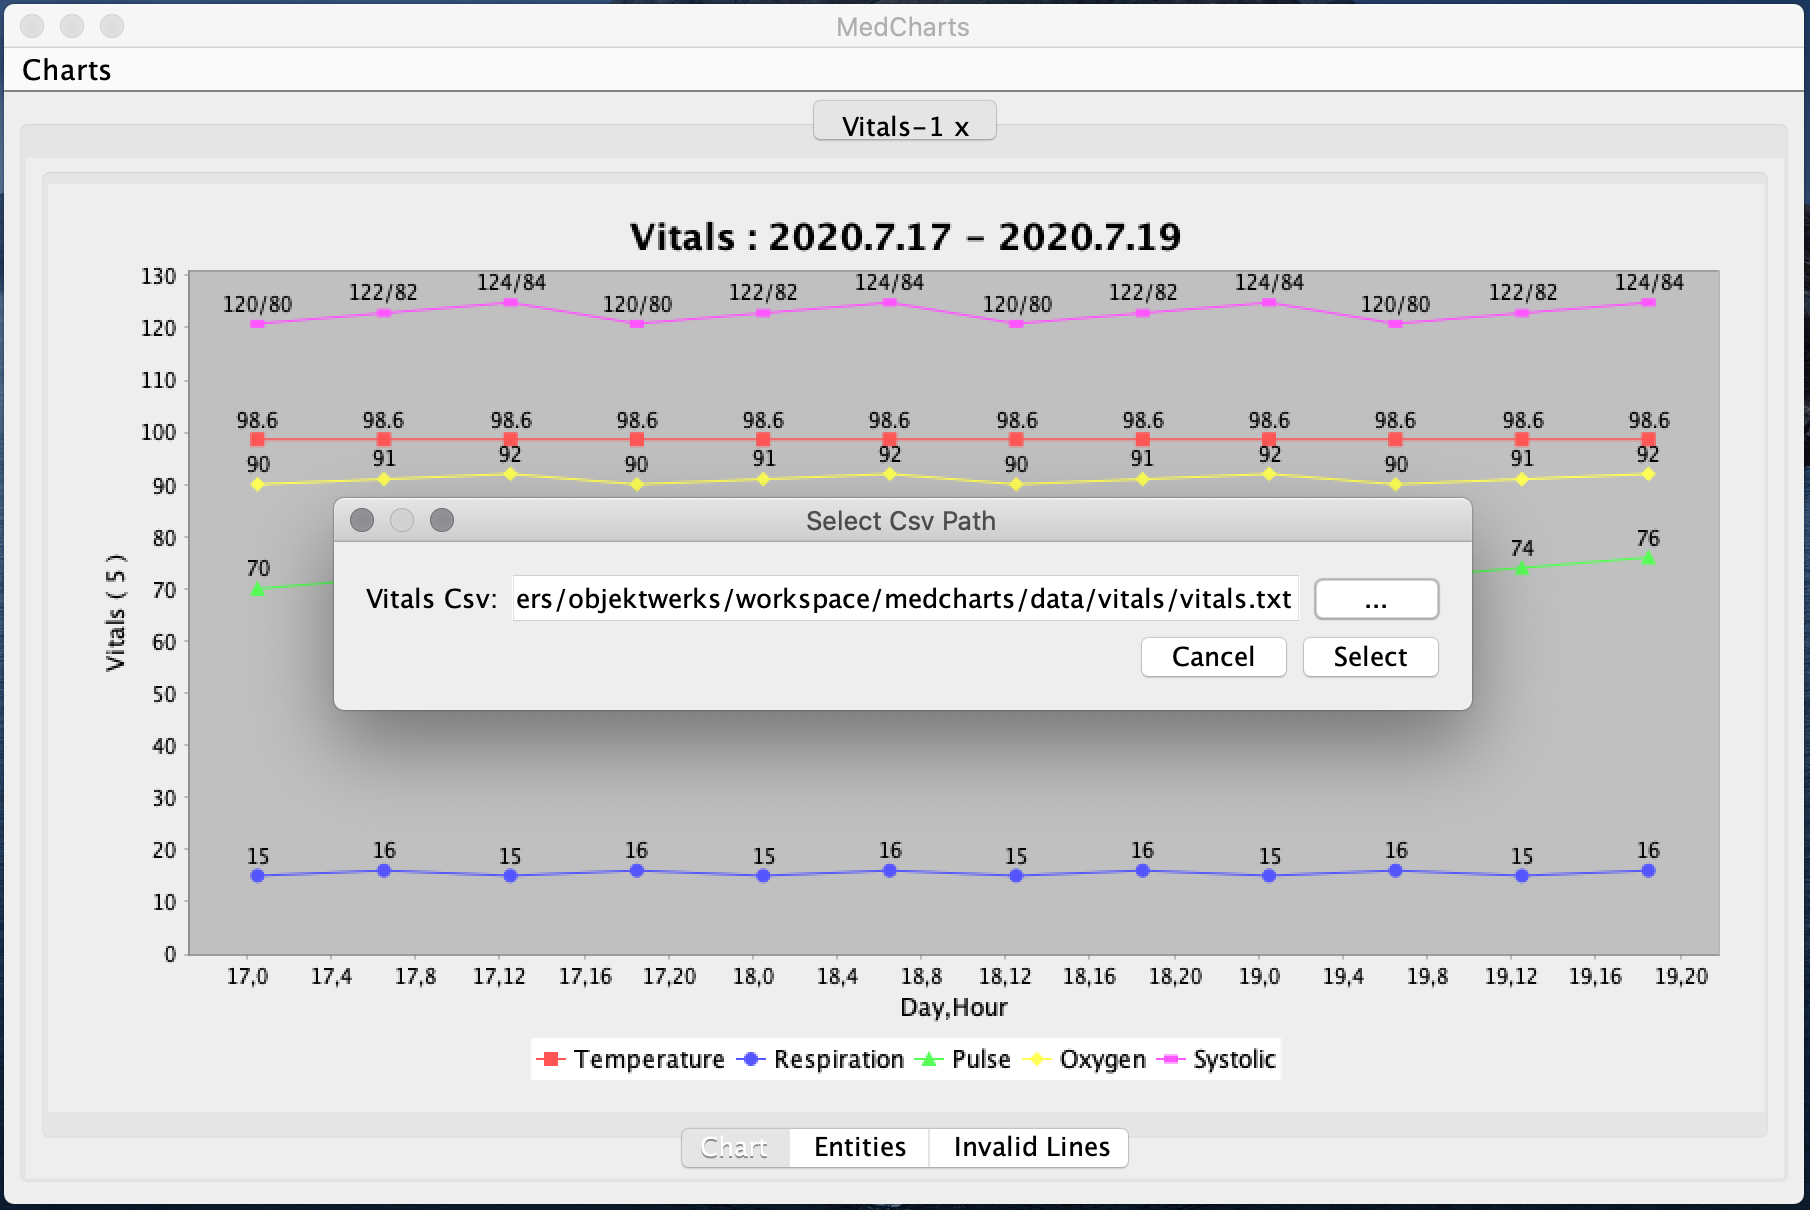 MedCharts
Charts
Vitals-1 x
Vitals : 2020.7.17 - 2020.7.19
130
120
110
100
90
80
70
60
50
40
30
20
10
0
Vitals ( 5 )
120/80 122/82 124/84 120/80 122/82 124/84 120/80 122/82 124/84 120/80 122/82 124/84
98.6 98.6 98.6 98.6 98.6 98.6 98.6 98.6 98.6 98.6 98.6 98.6
90 91 92 90 91 92 90 91 92 90 91 92
70 74 76
Select Csv Path
Vitals Csv: ers/objektwerks/workspace/medcharts/data/vitals/vitals.txt ...
Cancel Select
15 16 15 16 15 16 15 16 15 16 15 16
17,0 17,4 17,8 17,12 17,16 17,20 18,0 18,4 18,8 18,12 18,16 18,20 19,0 19,4 19,8 19,12 19,16 19,20
Day,Hour
Temperature Respiration Pulse Oxygen Systolic
Chart Entities Invalid Lines